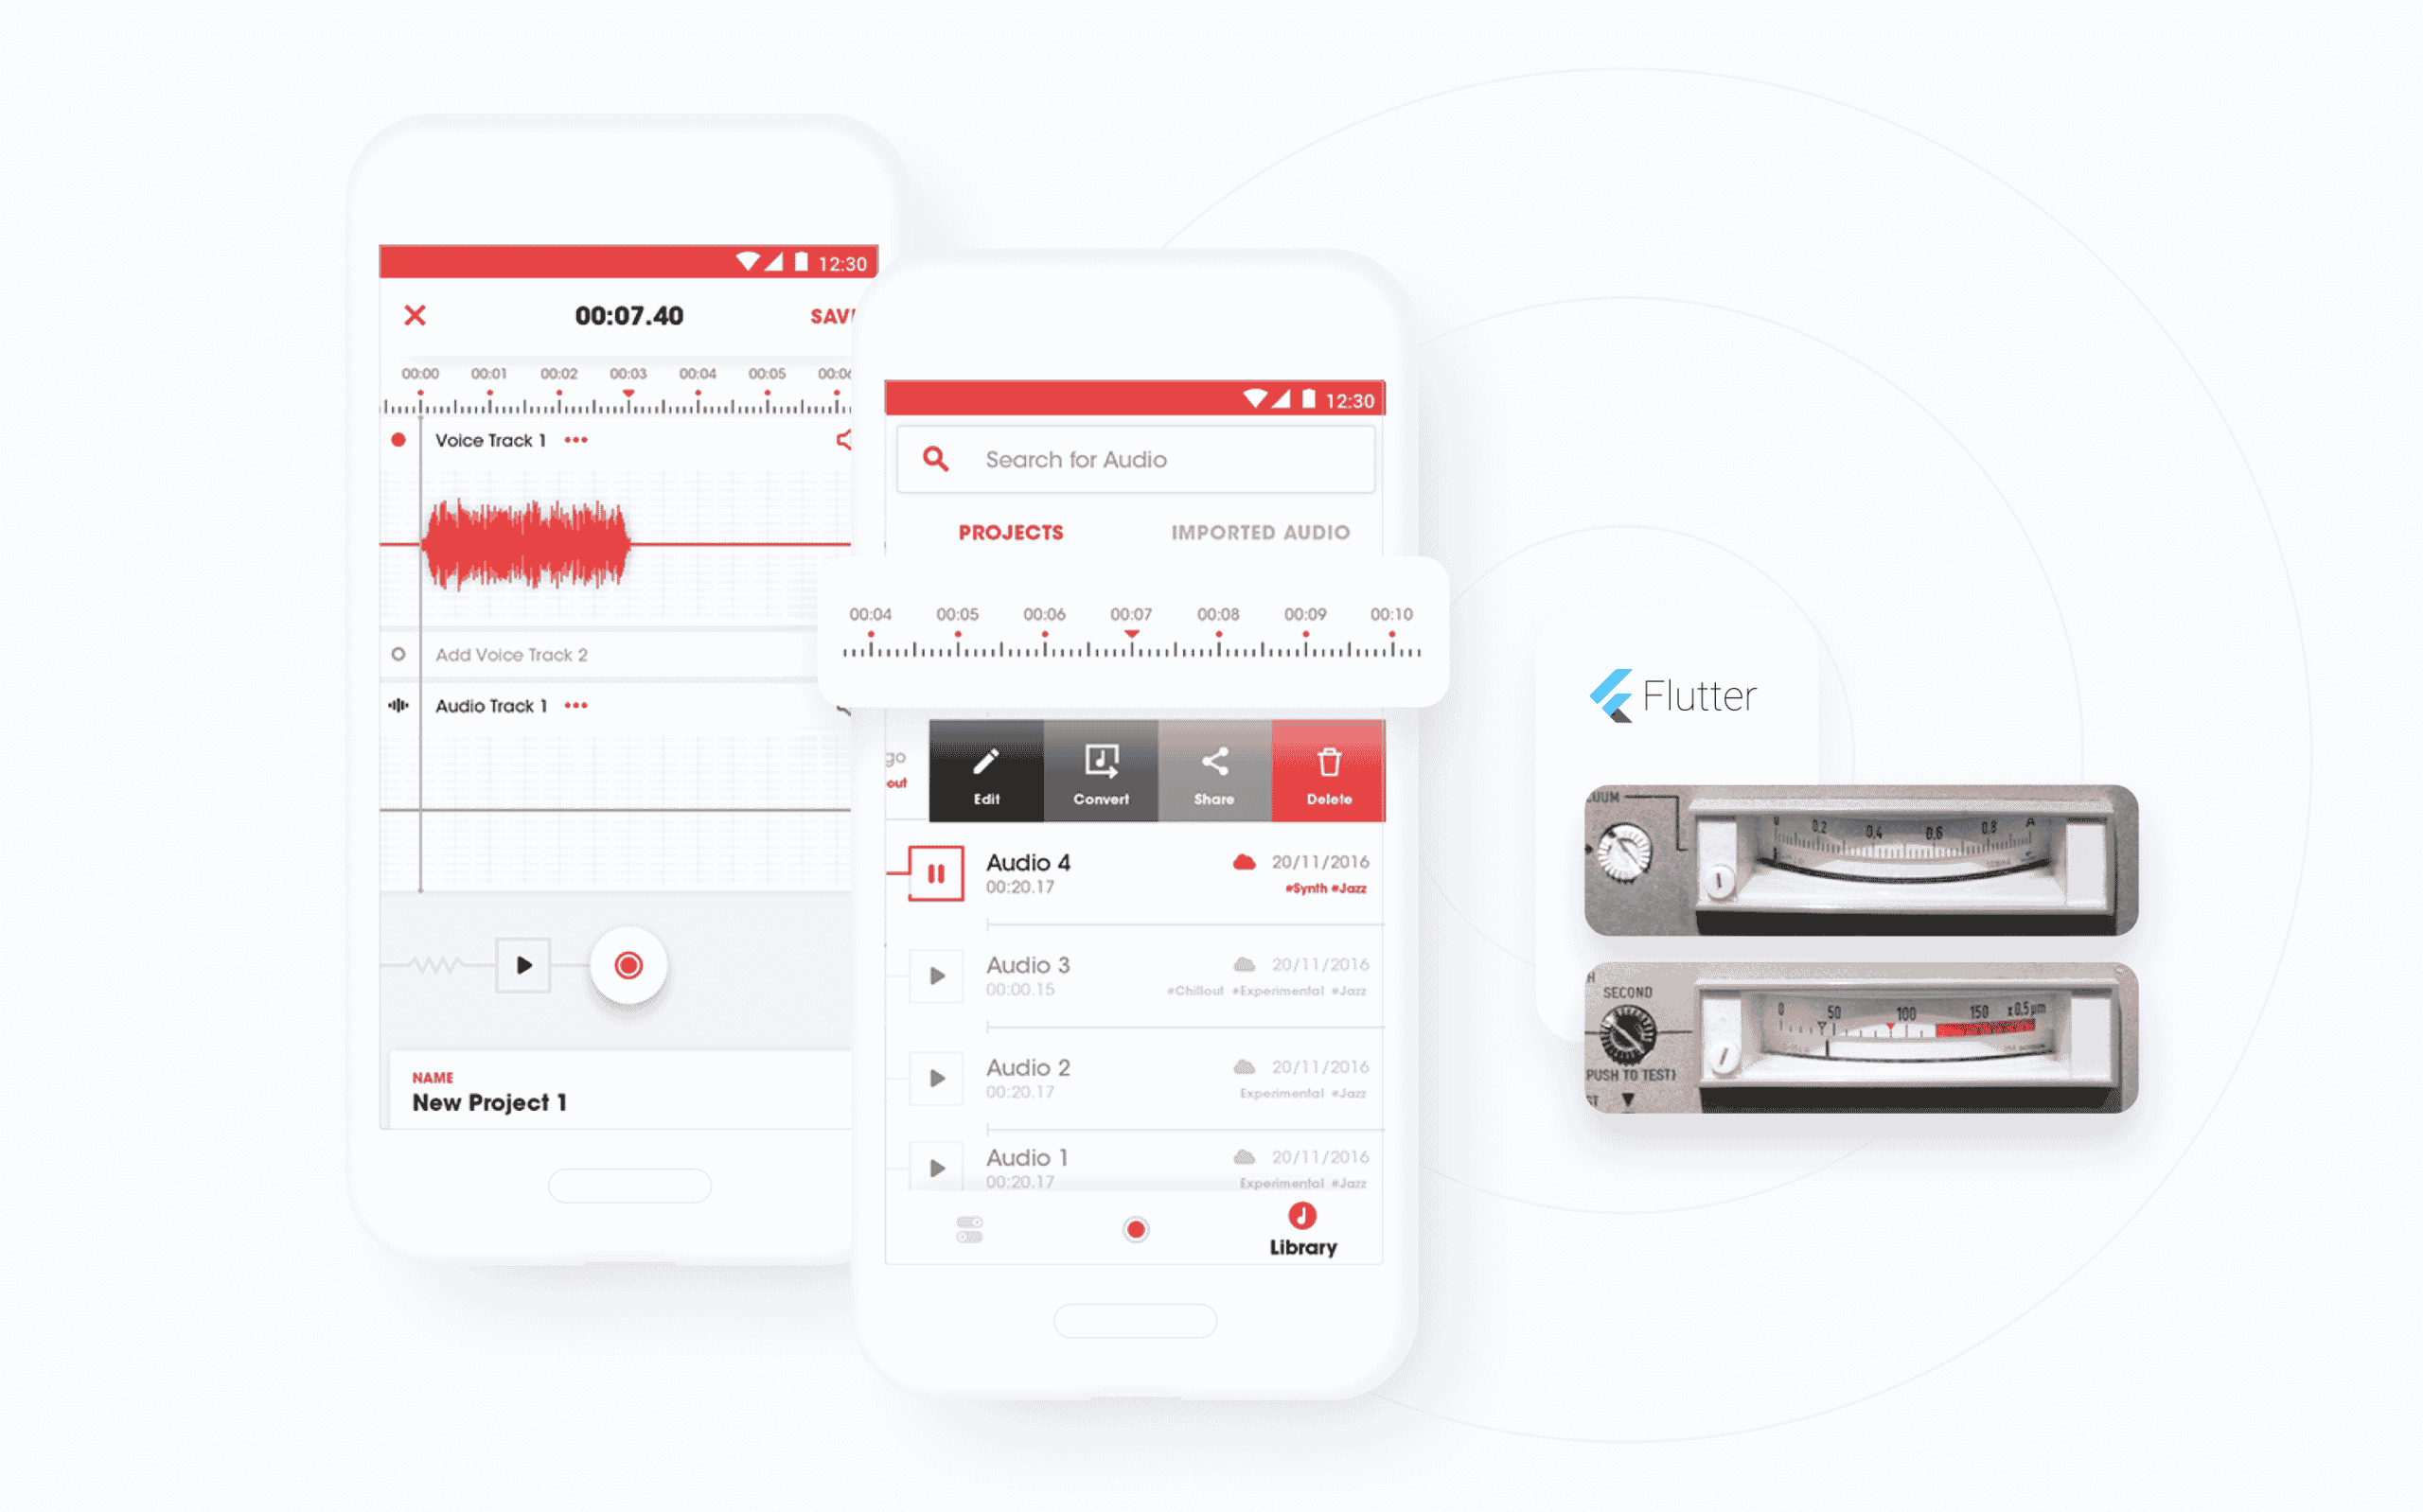 12:30
00:07.40
SAVE
00:00 00:01 00:02 00:03 00:04 00:05 00:06
Voice Track 1
Add Voice Track 2
Audio Track 1
NAME
New Project 1
12:30
Search for Audio
PROJECTS IMPORTED AUDIO
00:04 00:05 00:06 00:07 00:08 00:09 00:10
go
out
Edit Convert Share Delete
Audio 4 20/11/2016
00:20.17 #Synth #Jazz
Audio 3 20/11/2016
00:00.15 #Chillout #Experimental #Jazz
Audio 2 20/11/2016
00:20.17 Experimental #Jazz
Audio 1 20/11/2016
00:20.17 Experimental #Jazz
Library
Flutter
CUUM
0 0.2 0.4 0.6 0.8 A
H
SECOND
0 50 100 150 x0.5µm
PUSH TO TEST)
ST